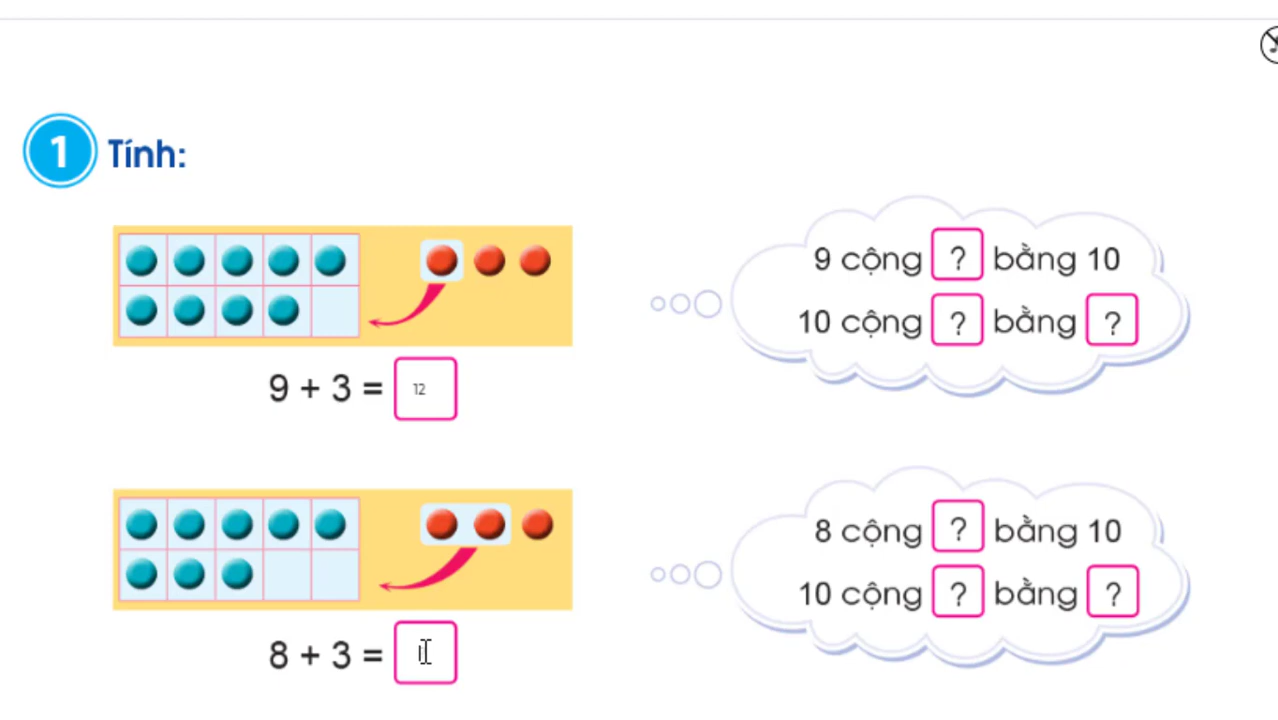 1 Tính:
9 cộng ? bằng 10
10 cộng ? bằng ?
9 + 3 = 12
8 cộng ? bằng 10
10 cộng ? bằng ?
8 + 3 =